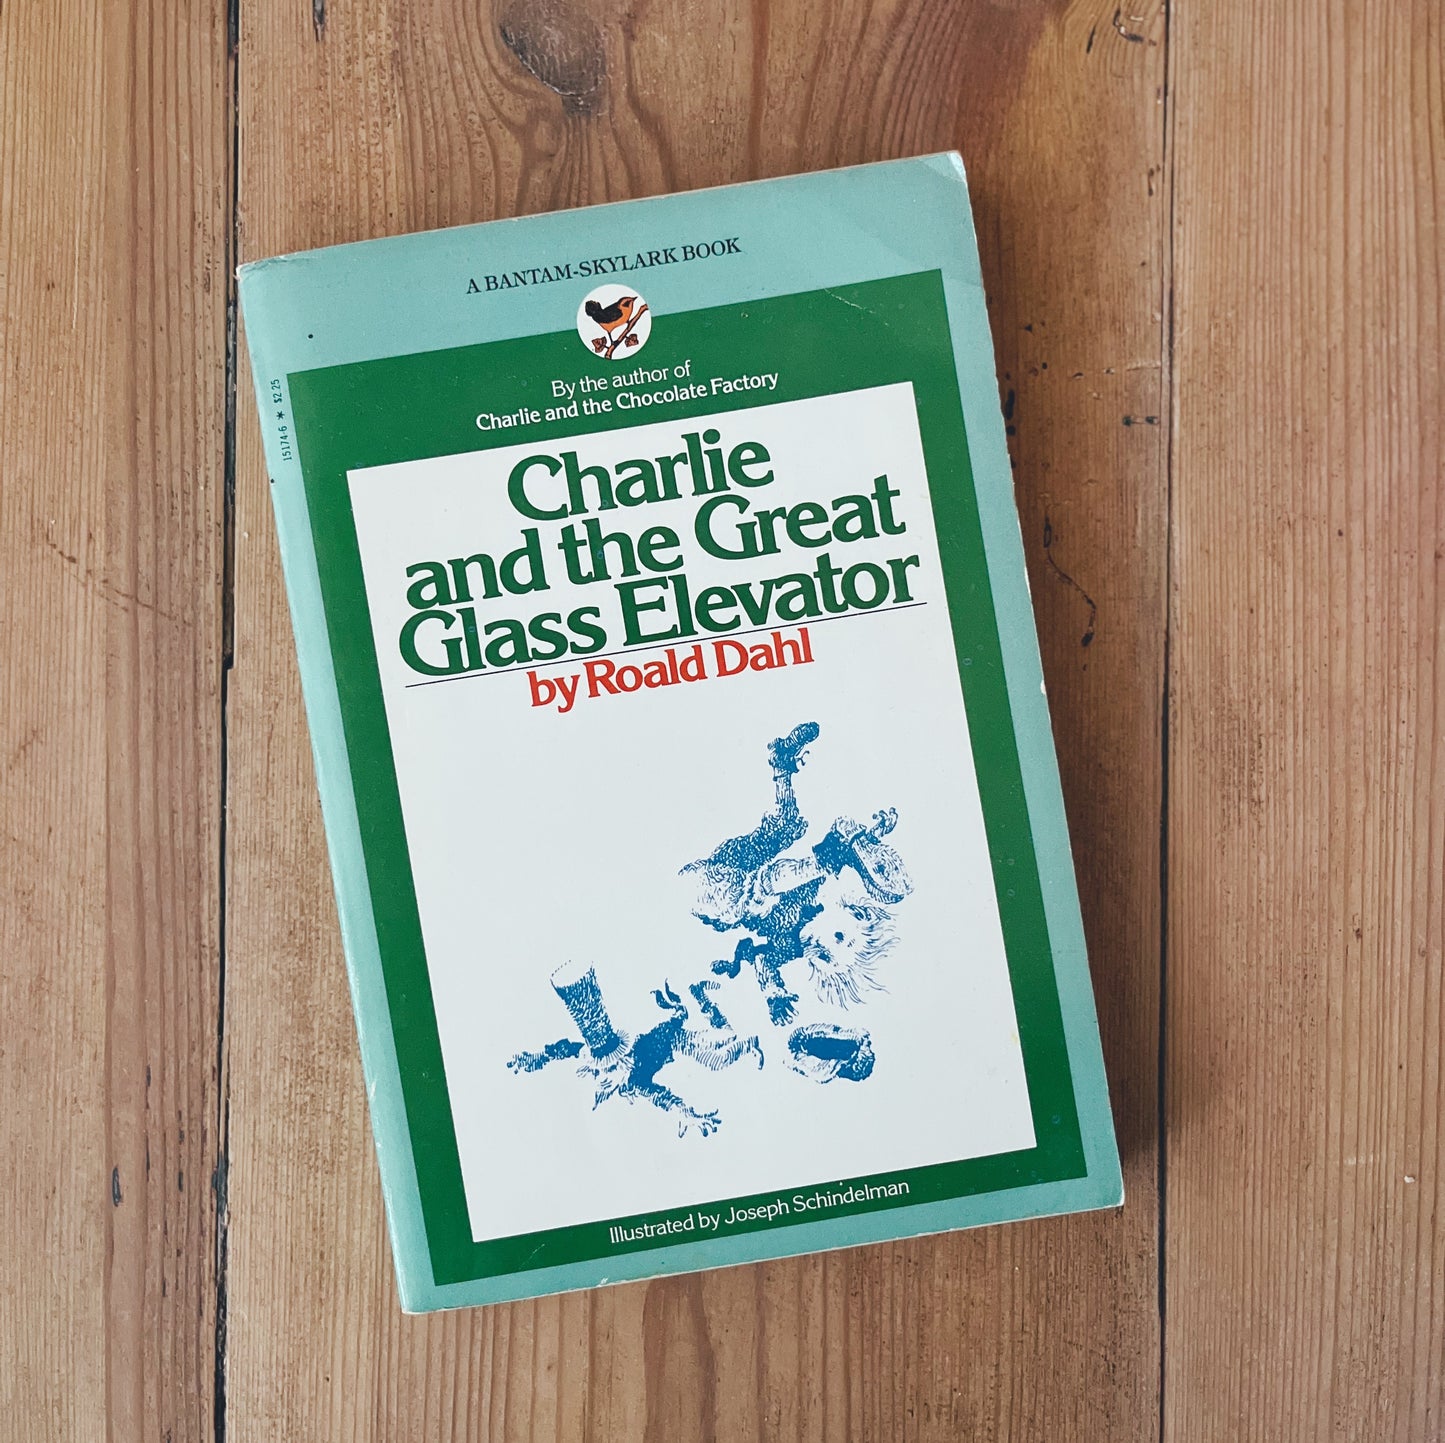 A BANTAM-SKYLARK BOOK
15174-6 * $2.25
By the author of
Charlie and the Chocolate Factory
Charlie
and the Great
Glass Elevator
by Roald Dahl
Illustrated by Joseph Schindelman